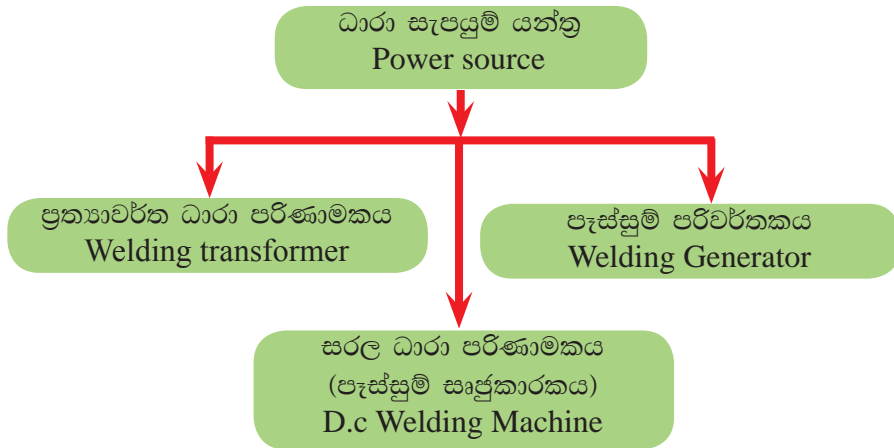 ධාරා සැපයුම් යන්ත්‍ර
Power source
ප්‍රත්‍යාවර්ත ධාරා පරිණාමකය
Welding transformer
පෑස්සුම් පරිවර්තකය
Welding Generator
සරල ධාරා පරිණාමකය
(පෑස්සුම් සෘජුකාරකය)
D.c Welding Machine